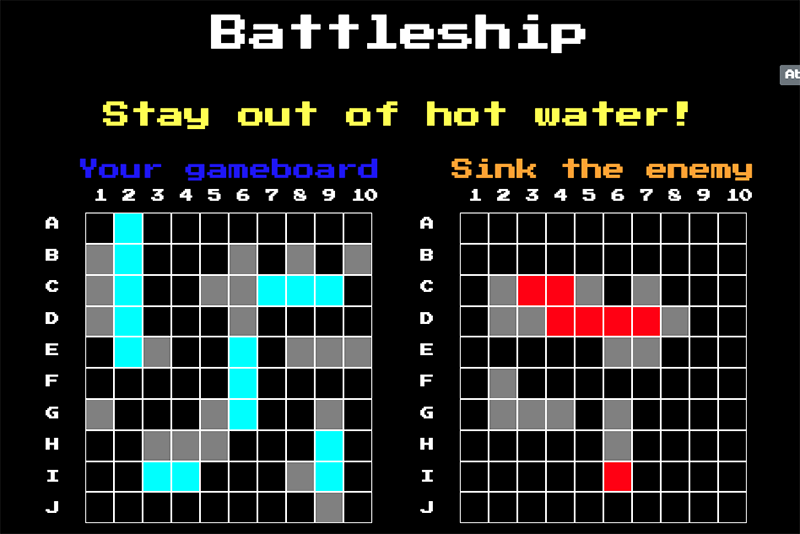 Battleship
At
Stay out of hot water!
Your gameboard
1 2 3 4 5 6 7 8 9 10
A
B
C
D
E
F
G
H
I
J
Sink the enemy
1 2 3 4 5 6 7 8 9 10
A
B
C
D
E
F
G
H
I
J